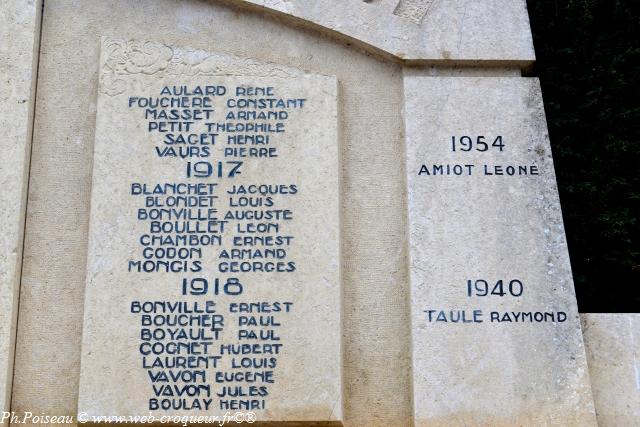 AULARD RENE
FOUCHERE CONSTANT
MASSET ARMAND
PETIT THEOPHILE
SAGET HENRI
VAURS PIERRE
1917
BLANCHET JACQUES
BLONDET LOUIS
BONVILLE AUGUSTE
BOULLET LEON
CHAMBON ERNEST
GODON ARMAND
MONGIS GEORGES
1918
BONVILLE ERNEST
BOUCHER PAUL
BOYAULT PAUL
COGNET HUBERT
LAURENT LOUIS
VAVON EUGENE
VAVON JULES
BOULAY HENRI
1954
AMIOT LEONE
1940
TAULE RAYMOND
Ph.Poiseau © www.web-croqueur.fr®